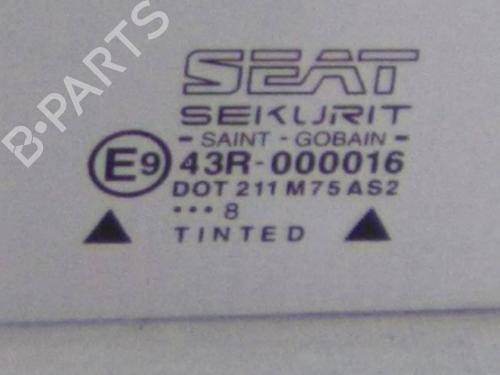 B-PARTS
SEAT
SEKURIT
- SAINT - GOBAIN -
E9 43R-000016
DOT 211 M75 AS2
••• 8
TINTED